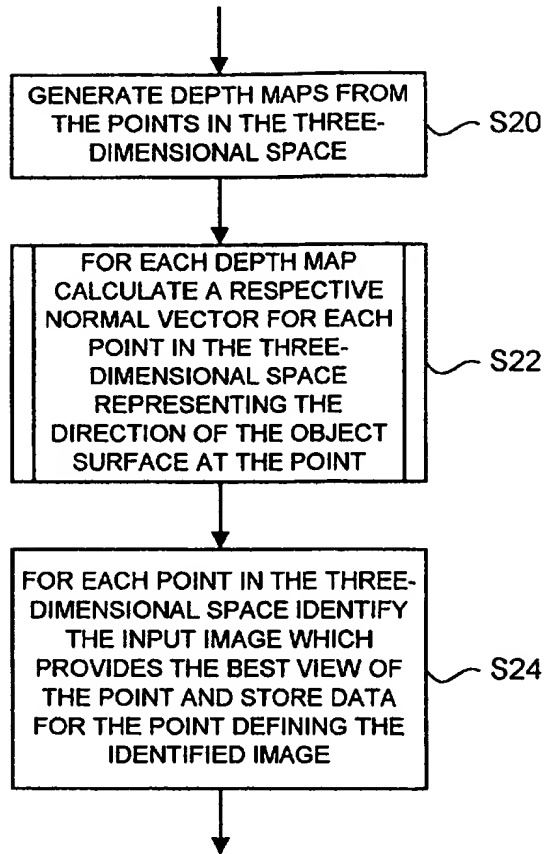 GENERATE DEPTH MAPS FROM
THE POINTS IN THE THREE-
DIMENSIONAL SPACE
S20
FOR EACH DEPTH MAP
CALCULATE A RESPECTIVE
NORMAL VECTOR FOR EACH
POINT IN THE THREE-
DIMENSIONAL SPACE
REPRESENTING THE
DIRECTION OF THE OBJECT
SURFACE AT THE POINT
S22
FOR EACH POINT IN THE THREE-
DIMENSIONAL SPACE IDENTIFY
THE INPUT IMAGE WHICH
PROVIDES THE BEST VIEW OF
THE POINT AND STORE DATA
FOR THE POINT DEFINING THE
IDENTIFIED IMAGE
S24